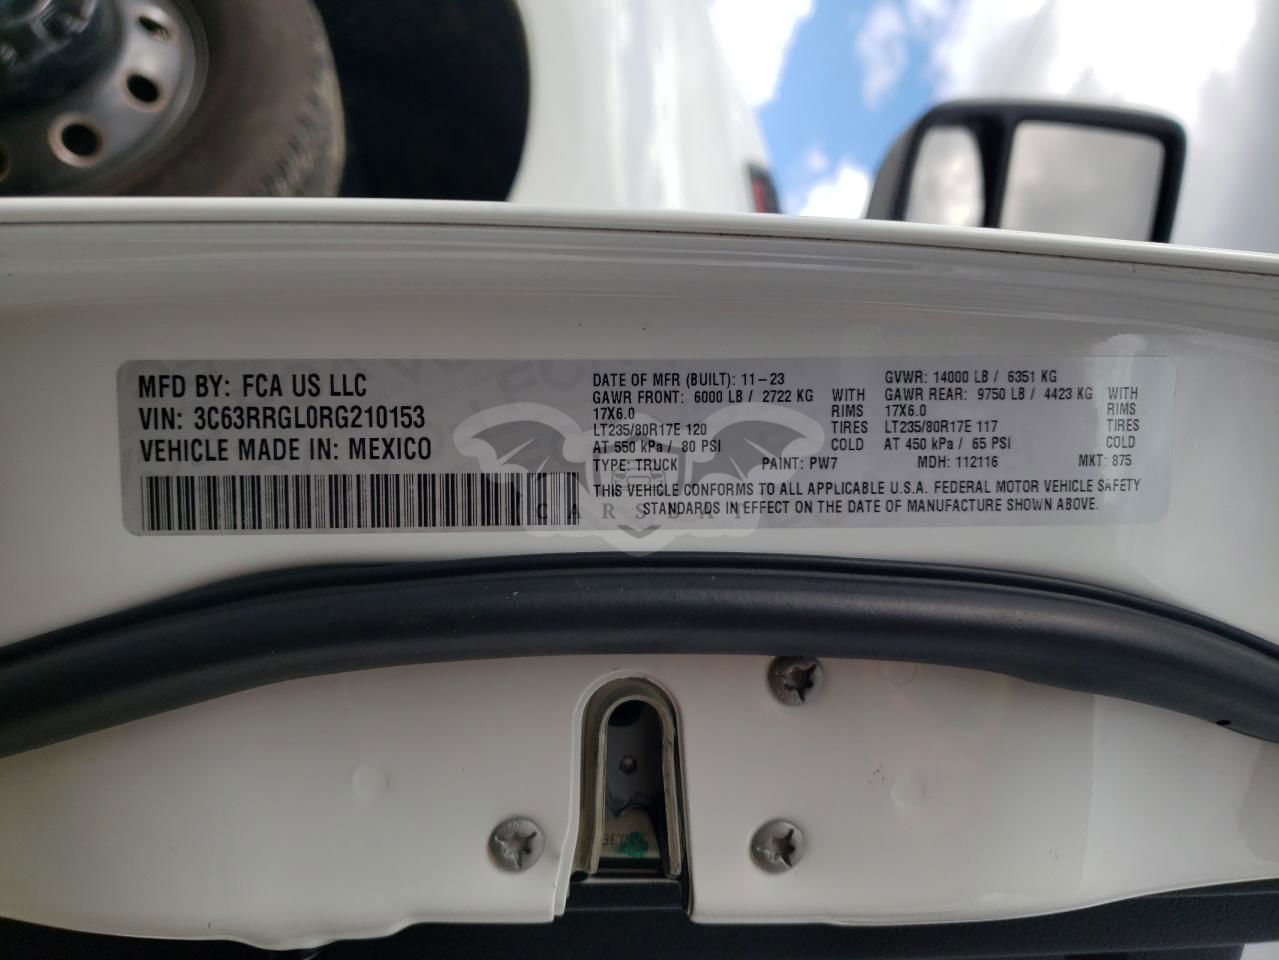 MFD BY: FCA US LLC
VIN: 3C63RRGL0RG210153
VEHICLE MADE IN: MEXICO
DATE OF MFR (BUILT): 11-23
GAWR FRONT: 6000 LB / 2722 KG WITH
17X6.0 RIMS
LT235/80R17E 120 TIRES
AT 550 kPa / 80 PSI COLD
GVWR: 14000 LB / 6351 KG
GAWR REAR: 9750 LB / 4423 KG WITH
17X6.0 RIMS
LT235/80R17E 117 TIRES
AT 450 kPa / 65 PSI COLD
TYPE: TRUCK PAINT: PW7 MDH: 112116 MKT: 875
THIS VEHICLE CONFORMS TO ALL APPLICABLE U.S.A. FEDERAL MOTOR VEHICLE SAFETY
STANDARDS IN EFFECT ON THE DATE OF MANUFACTURE SHOWN ABOVE.